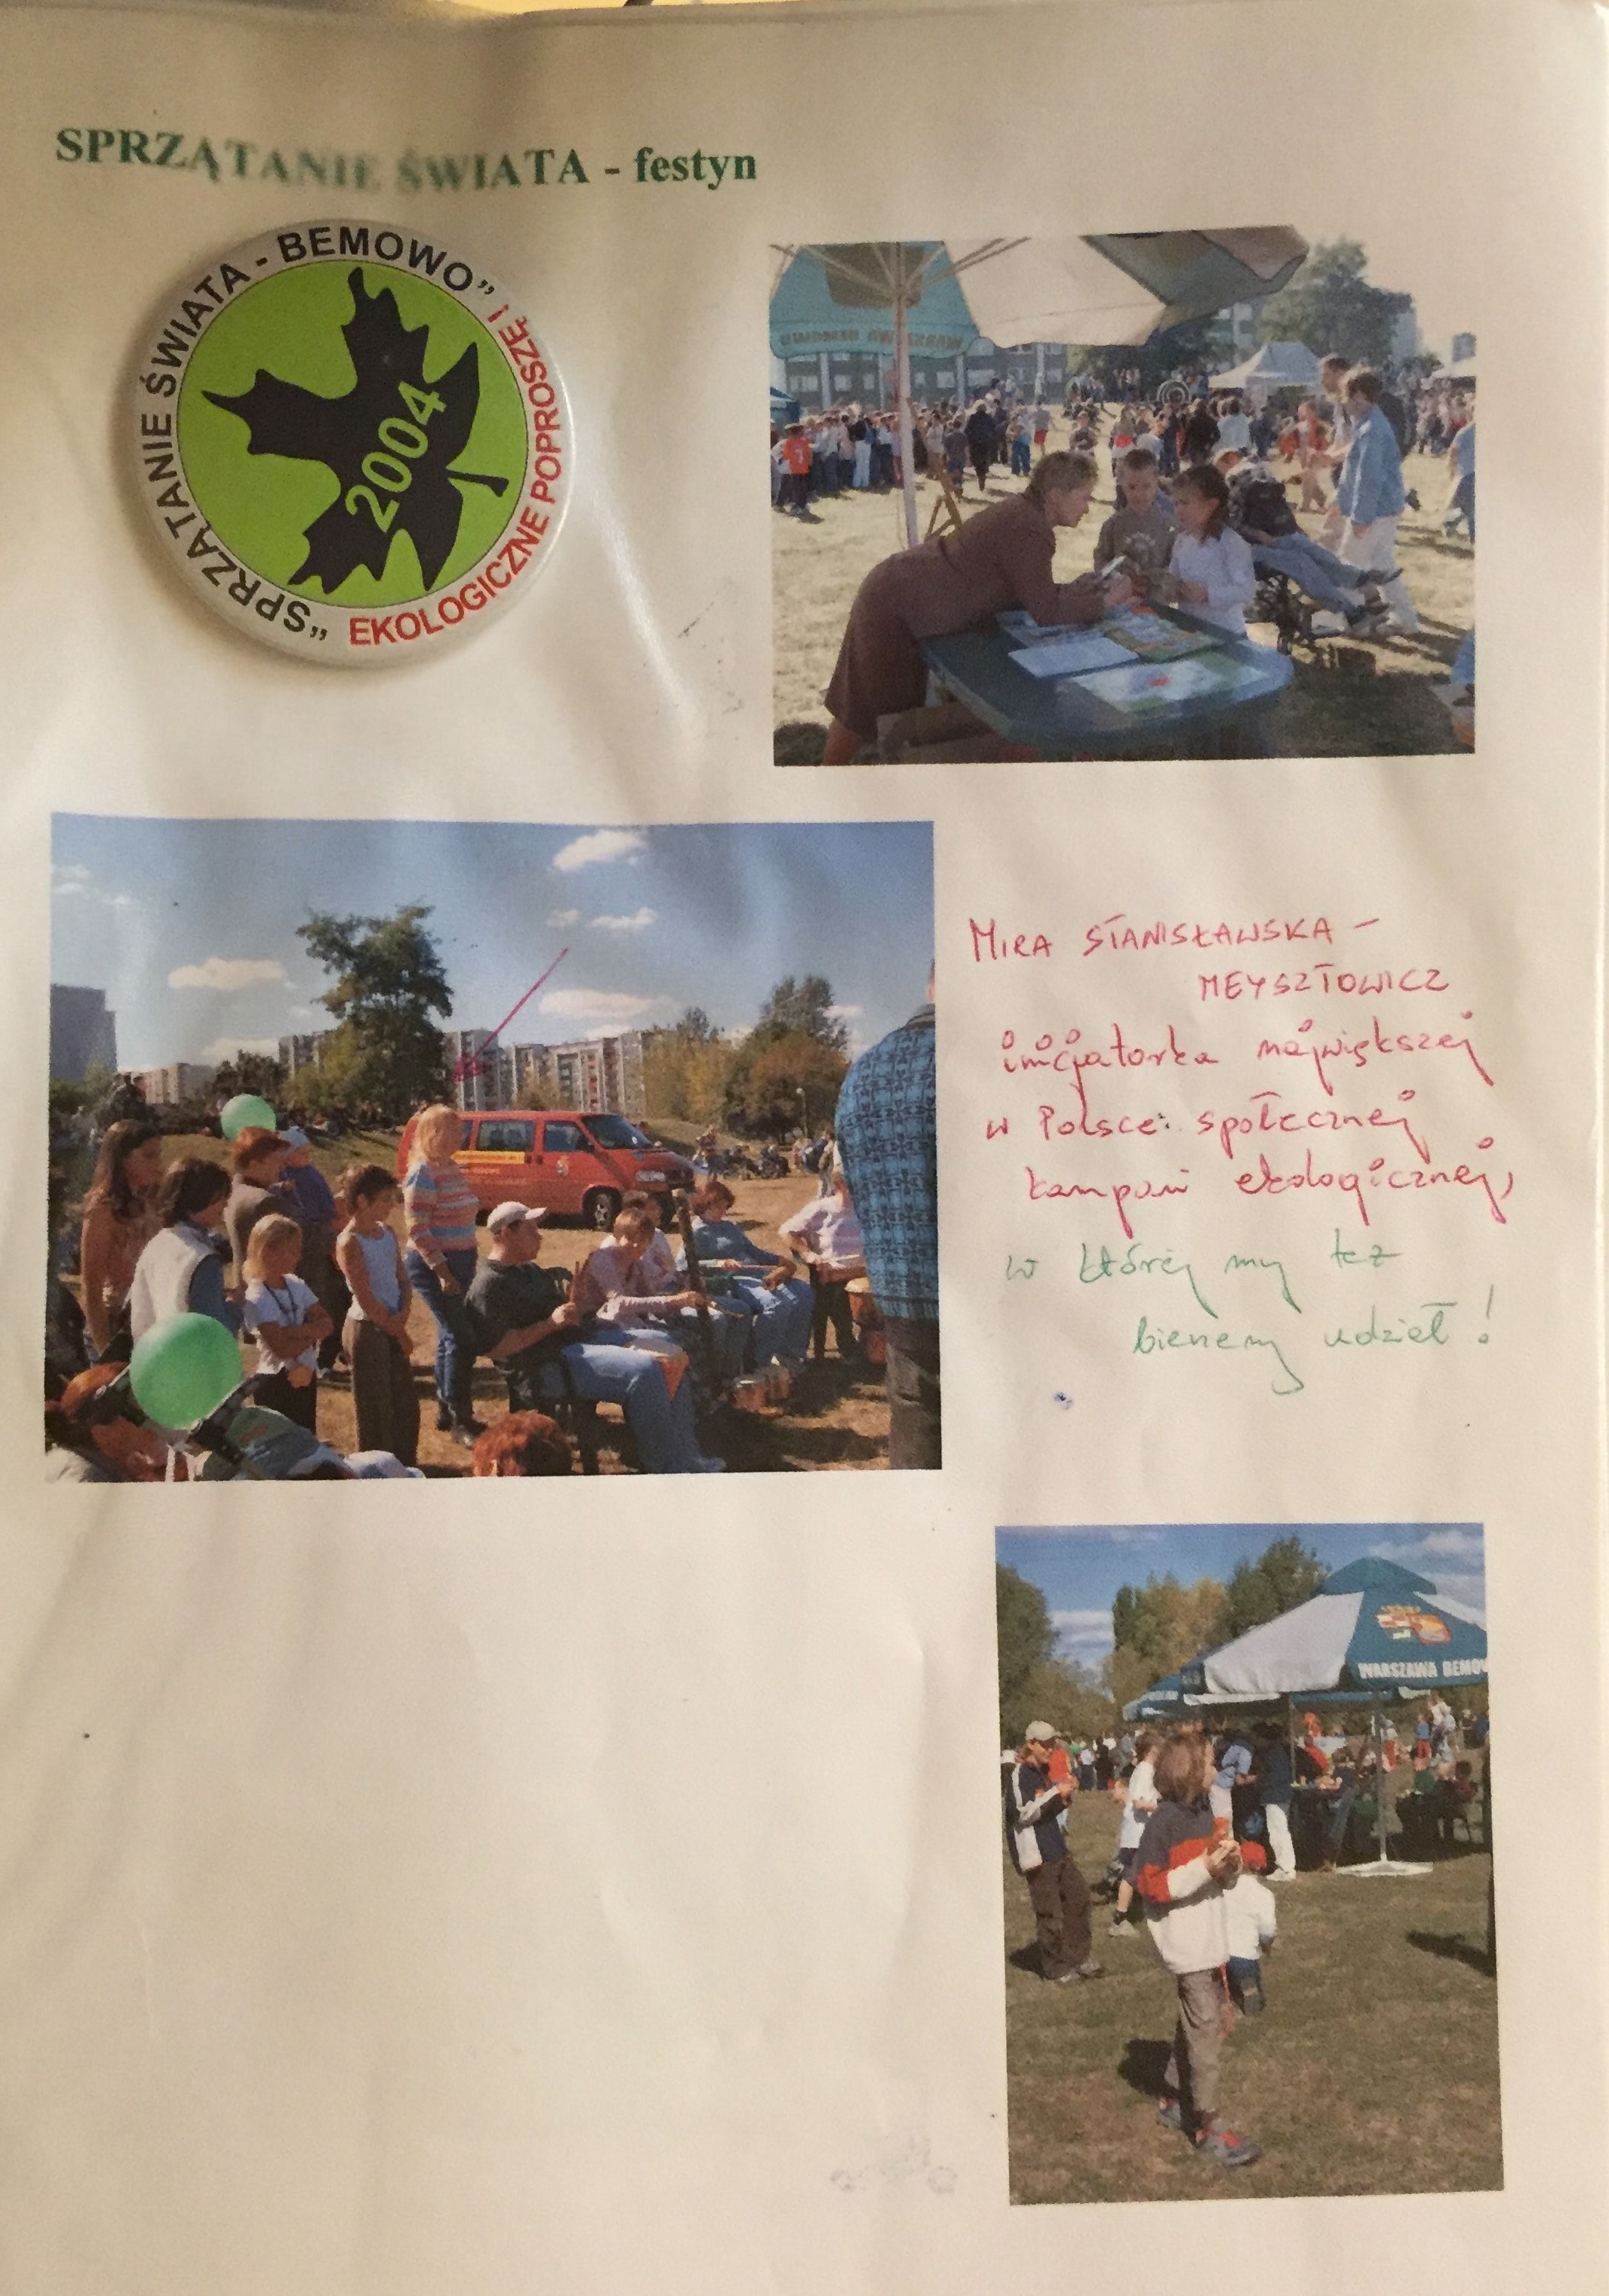 SPRZĄTANIE ŚWIATA - festyn
"SPRZĄTANIE ŚWIATA - BEMOWO"
EKOLOGICZNE POPROSZĘ!
2004
WARSZAWA BEMOWO
MIRA STANISŁAWSKA -
MEYSZTOWICZ
inicjatorka największej
w Polsce społecznej
kampanii ekologicznej,
w której my też
bierzemy udział!
WARSZAWA BEMOW